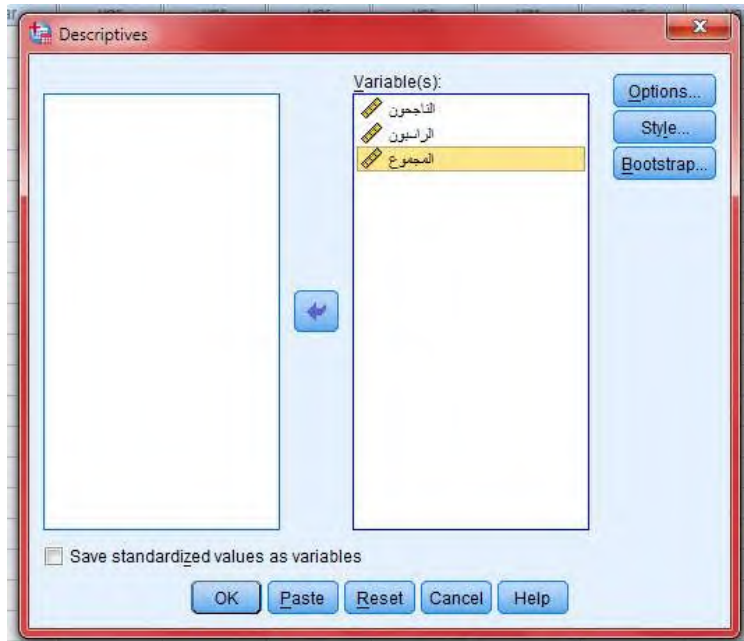 Descriptives
Variable(s):
الناجحون
الراسبون
المجموع
Options...
Style...
Bootstrap...
Save standardized values as variables
OK
Paste
Reset
Cancel
Help